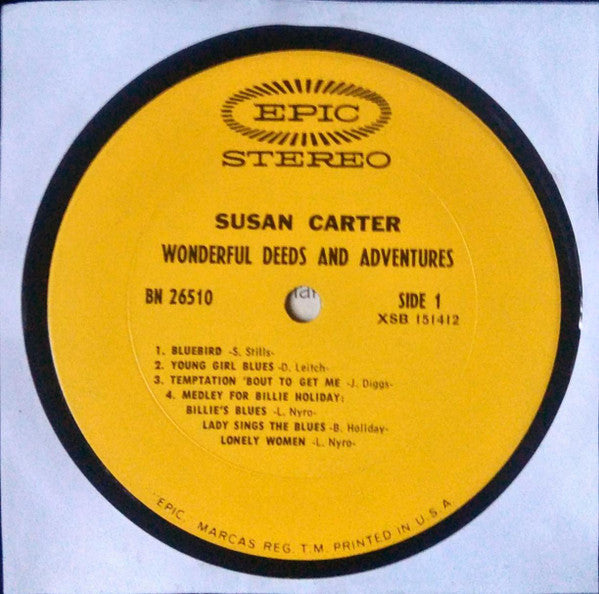 EPIC
STEREO
SUSAN CARTER
WONDERFUL DEEDS AND ADVENTURES
BN 26510
SIDE 1
XSB 151412
1. BLUEBIRD -S. Stills-
2. YOUNG GIRL BLUES -D. Leitch-
3. TEMPTATION 'BOUT TO GET ME -J. Diggs-
4. MEDLEY FOR BILLIE HOLIDAY:
BILLIE'S BLUES -L. Nyro-
LADY SINGS THE BLUES -B. Holiday-
LONELY WOMEN -L. Nyro-
"EPIC, MARCAS REG. T.M. PRINTED IN U.S.A.